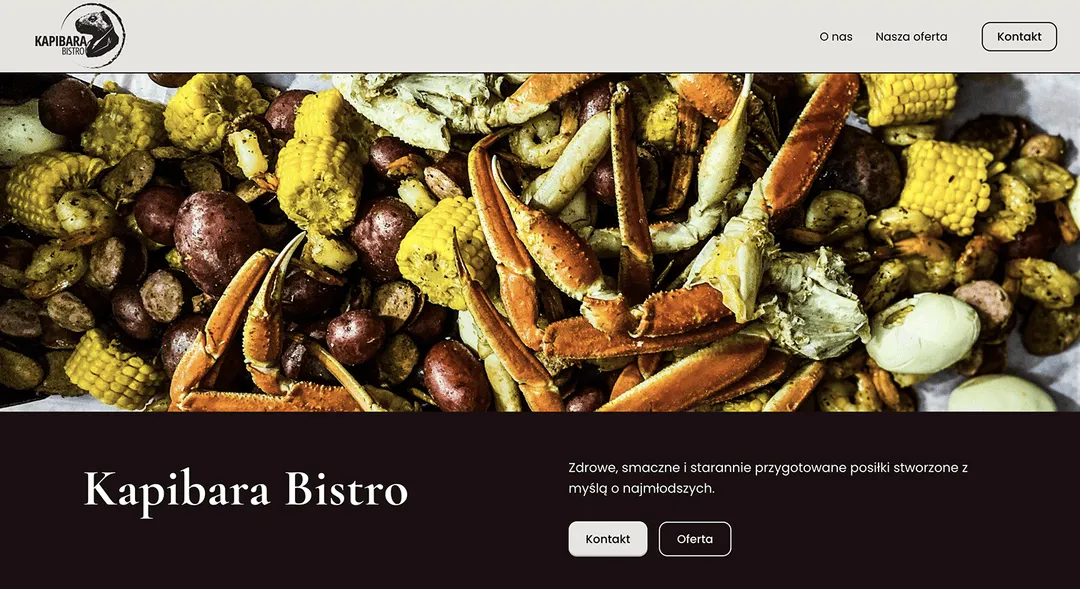 KAPIBARA
BISTRO
O nas
Nasza oferta
Kontakt
Kapibara Bistro
Zdrowe, smaczne i starannie przygotowane posiłki stworzone z
myślą o najmłodszych.
Kontakt
Oferta